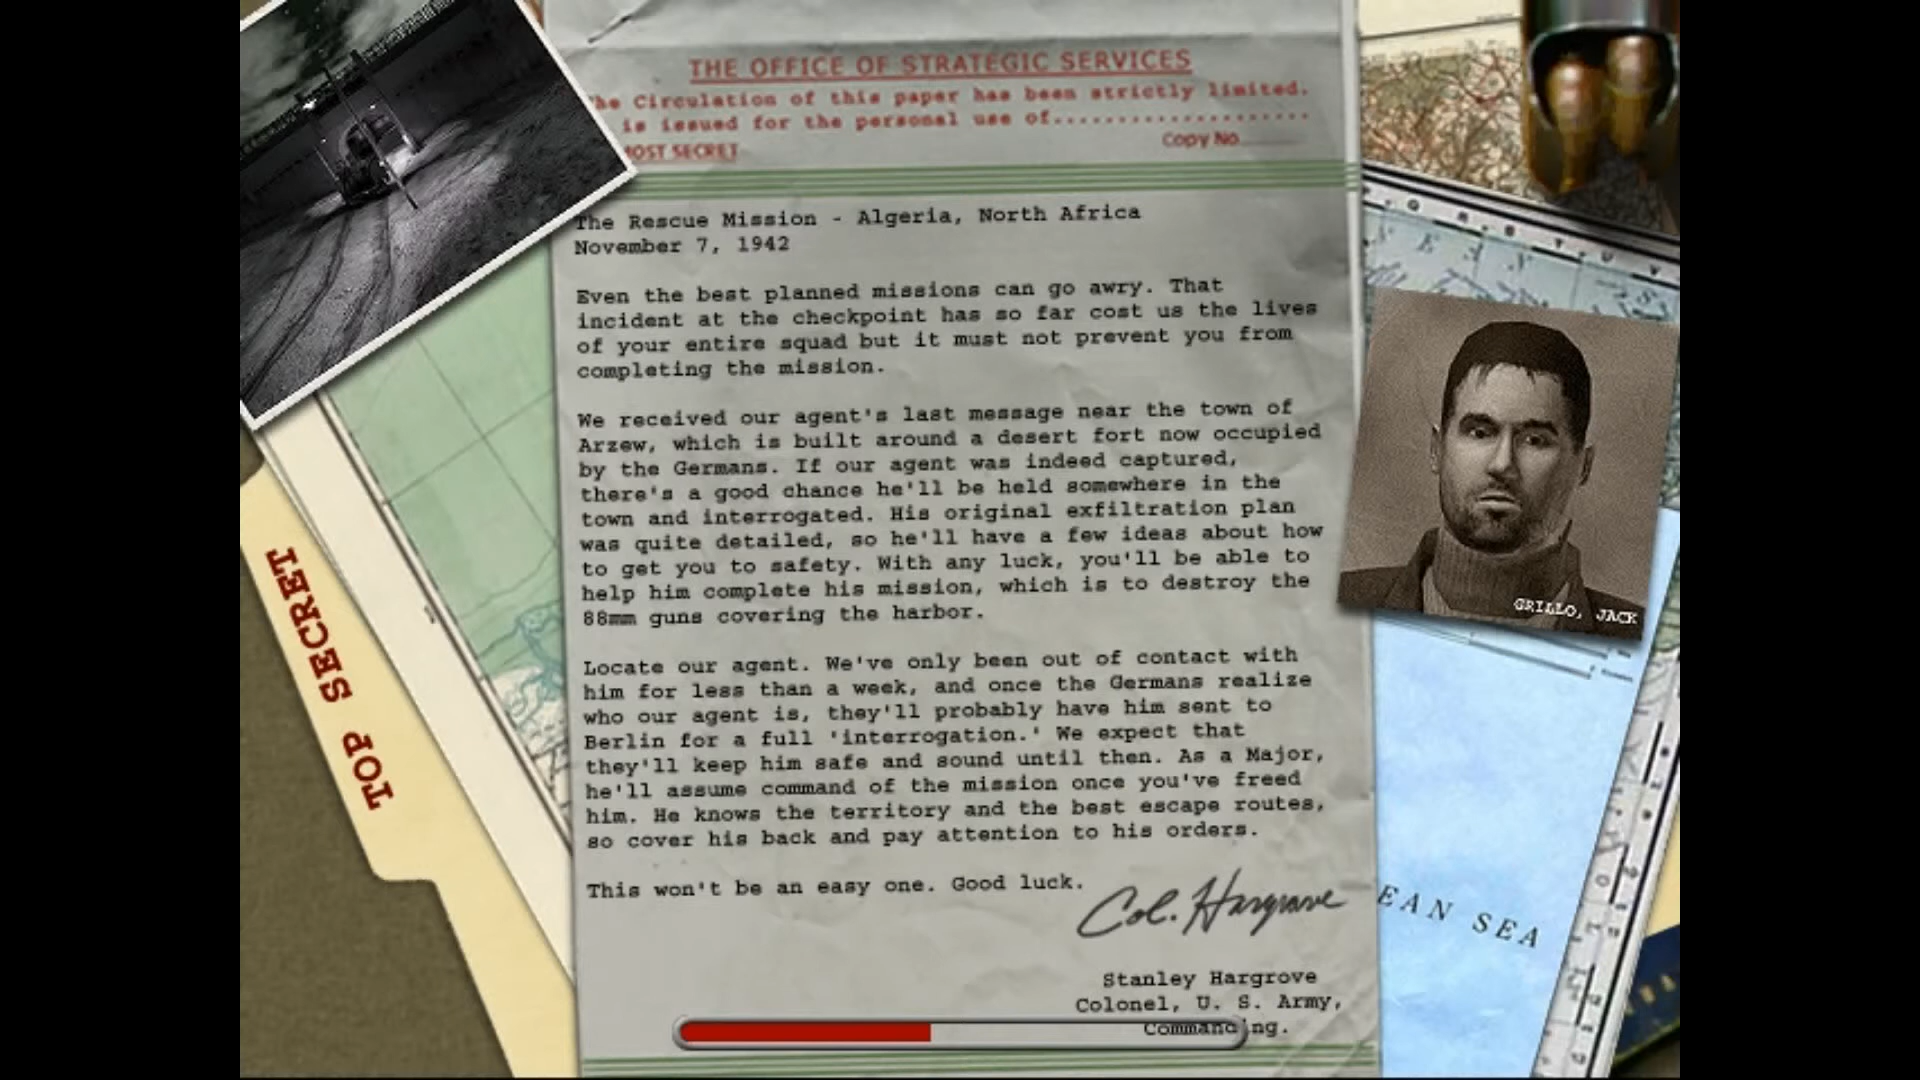 THE OFFICE OF STRATEGIC SERVICES
he Circulation of this paper has been strictly limited.
is issued for the personal use of....................
MOST SECRET
Copy No.
The Rescue Mission - Algeria, North Africa
November 7, 1942
Even the best planned missions can go awry. That
incident at the checkpoint has so far cost us the lives
of your entire squad but it must not prevent you from
completing the mission.
We received our agent's last message near the town of
Arzew, which is built around a desert fort now occupied
by the Germans. If our agent was indeed captured,
there's a good chance he'll be held somewhere in the
town and interrogated. His original exfiltration plan
was quite detailed, so he'll have a few ideas about how
to get you to safety. With any luck, you'll be able to
help him complete his mission, which is to destroy the
88mm guns covering the harbor.
Locate our agent. We've only been out of contact with
him for less than a week, and once the Germans realize
who our agent is, they'll probably have him sent to
Berlin for a full 'interrogation.' We expect that
they'll keep him safe and sound until then. As a Major,
he'll assume command of the mission once you've freed
him. He knows the territory and the best escape routes,
so cover his back and pay attention to his orders.
This won't be an easy one. Good luck.
Col. Hargrove
Stanley Hargrove
Colonel, U. S. Army,
Commanding.
TOP SECRET
GRILLO, JACK
EAN SEA